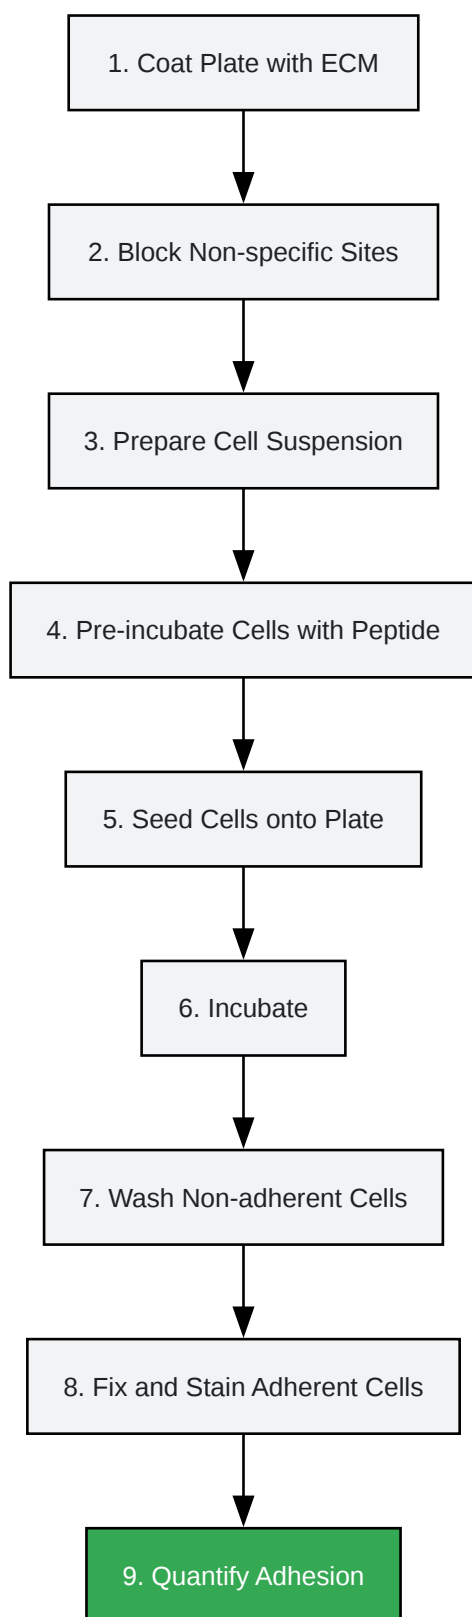 1. Coat Plate with ECM
2. Block Non-specific Sites
3. Prepare Cell Suspension
4. Pre-incubate Cells with Peptide
5. Seed Cells onto Plate
6. Incubate
7. Wash Non-adherent Cells
8. Fix and Stain Adherent Cells
9. Quantify Adhesion